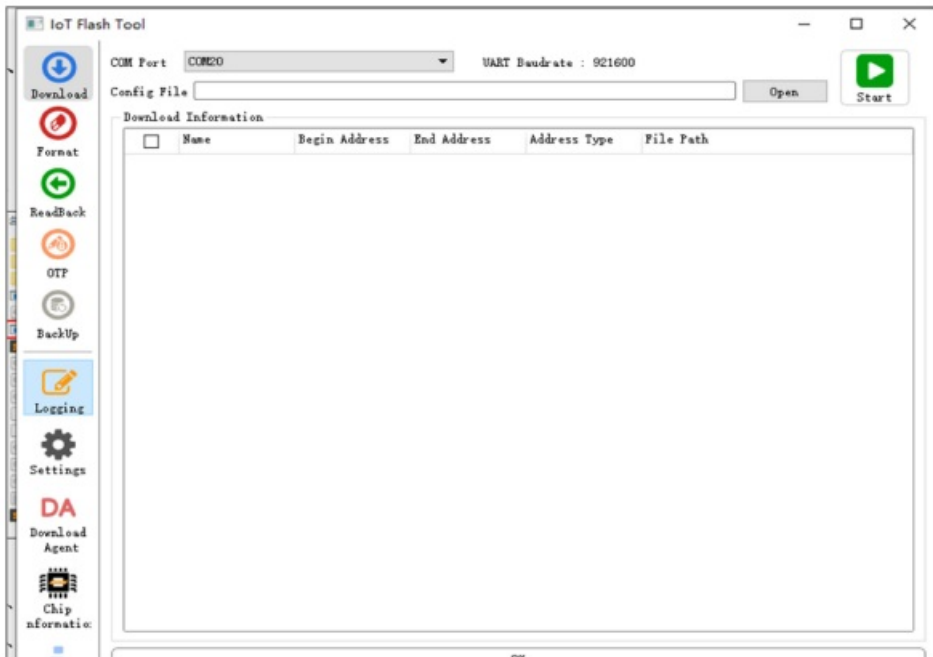 IoT Flash Tool
COM Port COM20 UART Baudrate : 921600
Config File Open Start
Download Information
Name Begin Address End Address Address Type File Path
Download
Format
ReadBack
OTP
BackUp
Logging
Settings
DA
Download
Agent
Chip
nformatio